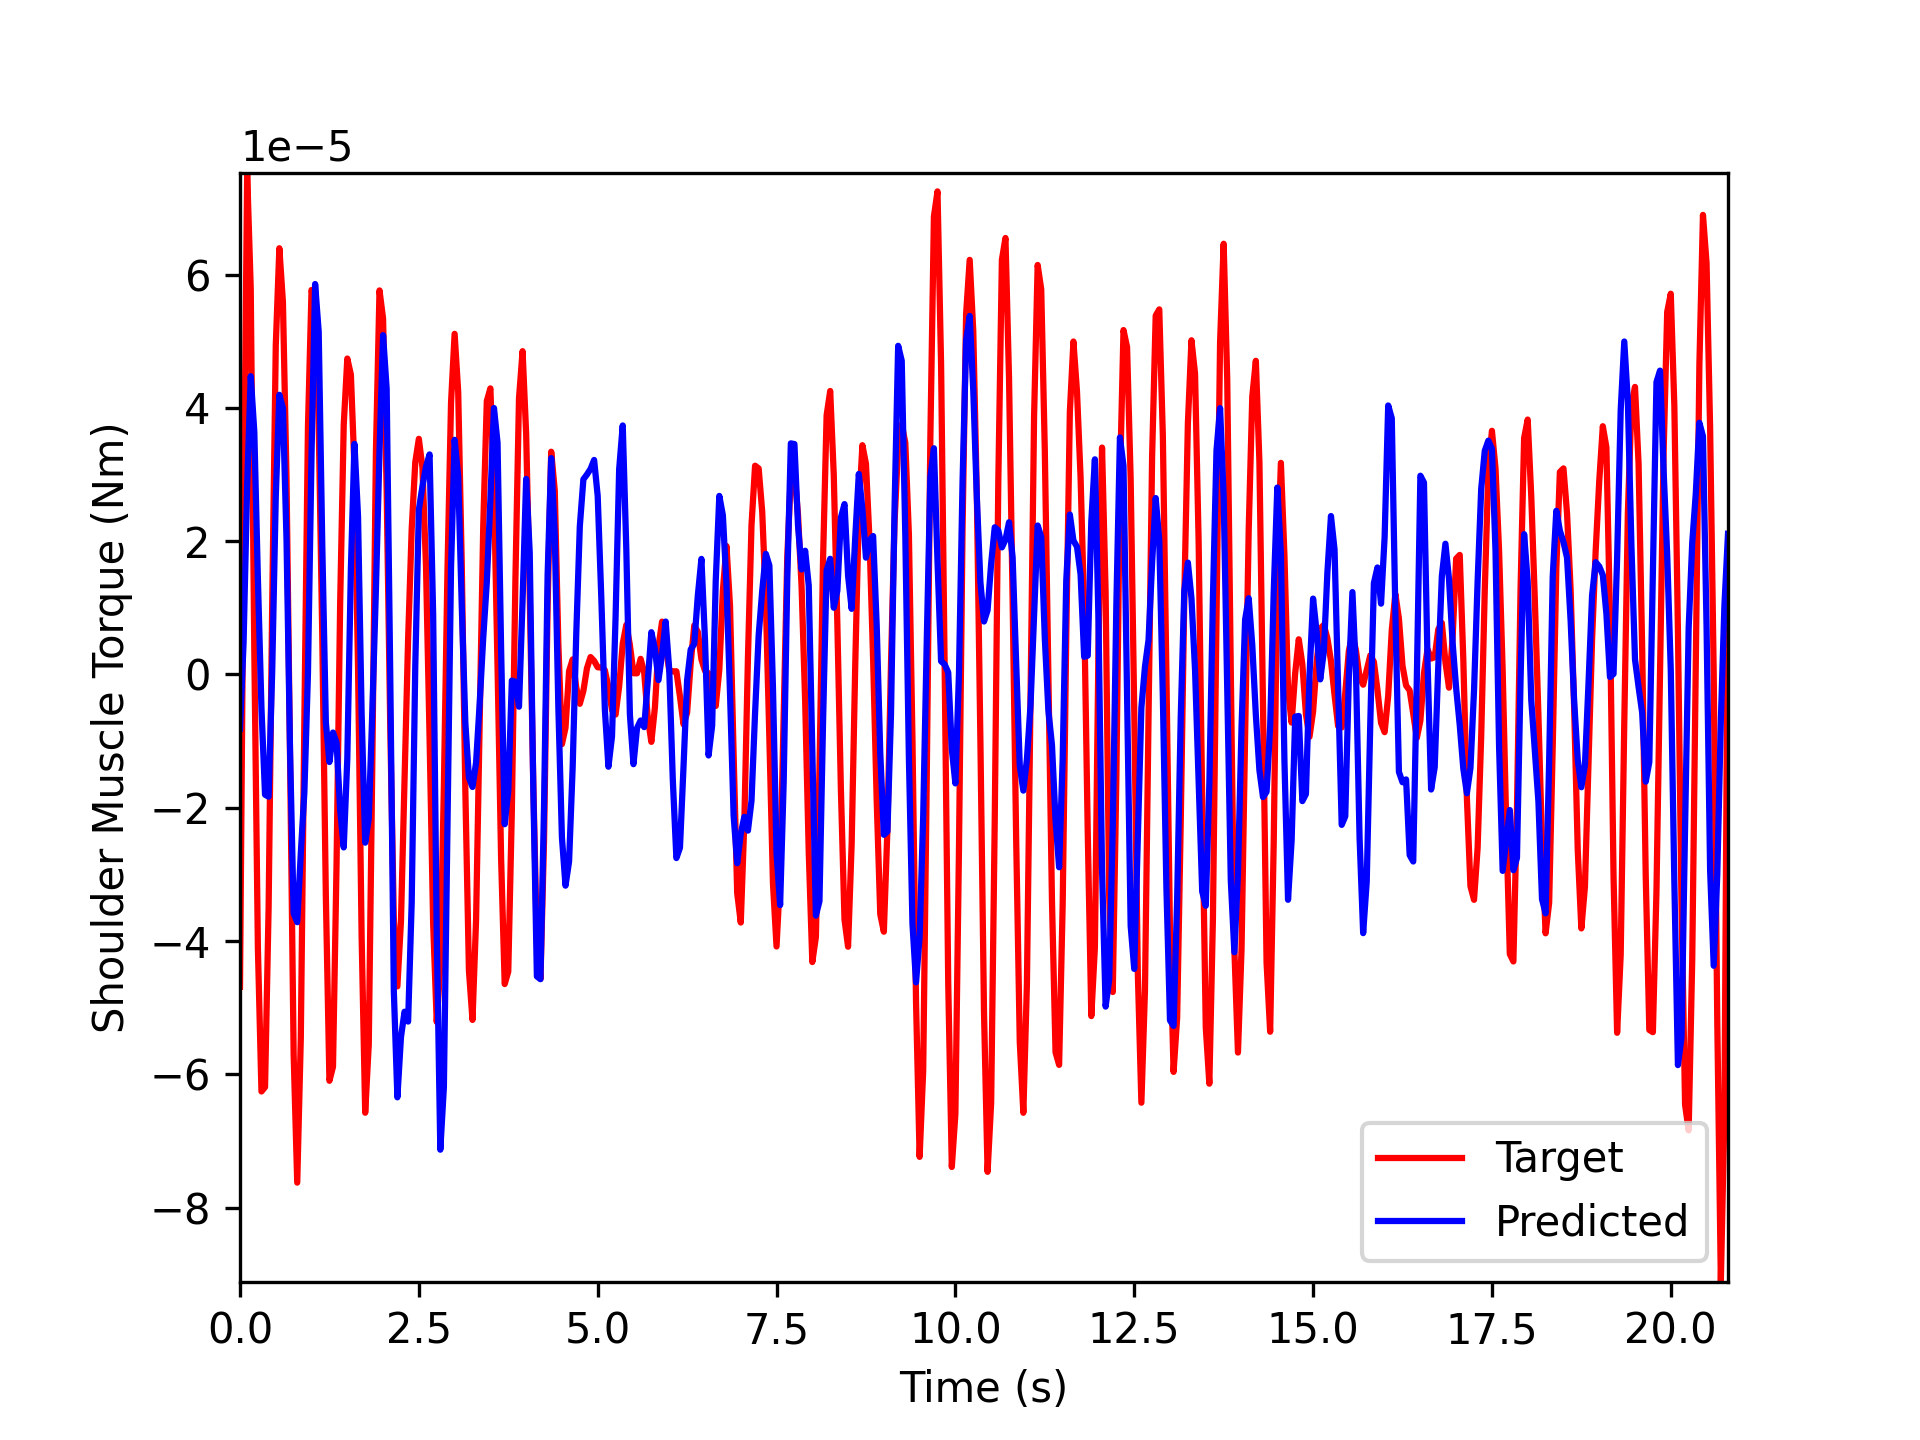 1e−5
Shoulder Muscle Torque (Nm)
6
4
2
0
−2
−4
−6
−8
0.0 2.5 5.0 7.5 10.0 12.5 15.0 17.5 20.0
Time (s)
Target
Predicted